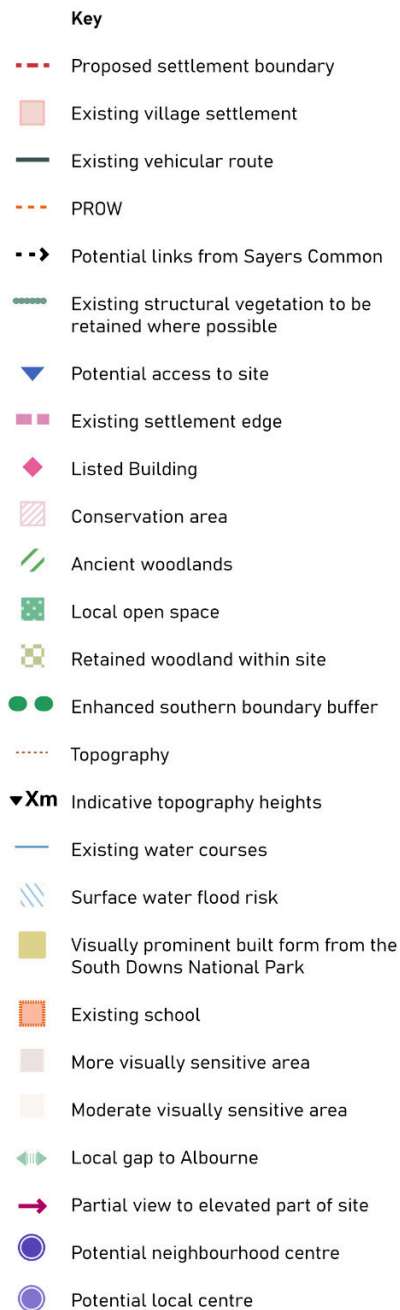 Key
Proposed settlement boundary
Existing village settlement
Existing vehicular route
PROW
Potential links from Sayers Common
Existing structural vegetation to be
retained where possible
Potential access to site
Existing settlement edge
Listed Building
Conservation area
Ancient woodlands
Local open space
Retained woodland within site
Enhanced southern boundary buffer
Topography
Xm Indicative topography heights
Existing water courses
Surface water flood risk
Visually prominent built form from the
South Downs National Park
Existing school
More visually sensitive area
Moderate visually sensitive area
Local gap to Albourne
Partial view to elevated part of site
Potential neighbourhood centre
Potential local centre